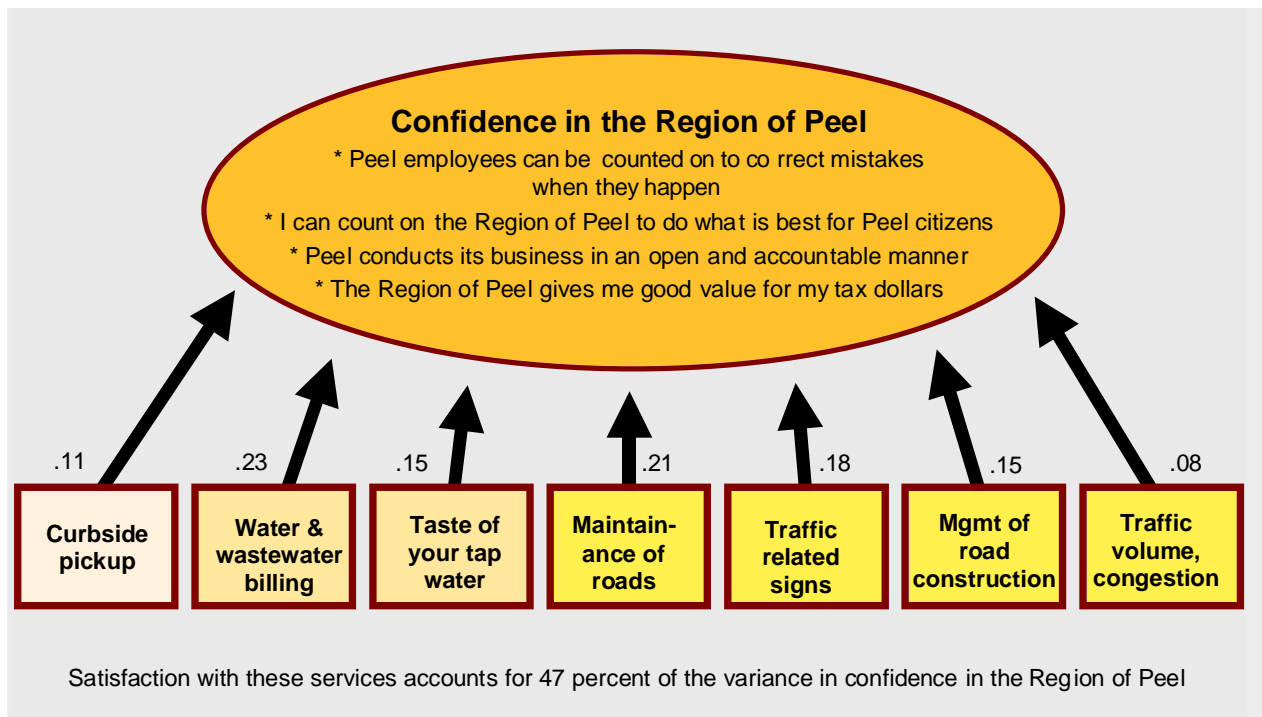 Confidence in the Region of Peel
* Peel employees can be counted on to co rrect mistakes
when they happen
* I can count on the Region of Peel to do what is best for Peel citizens
* Peel conducts its business in an open and accountable manner
* The Region of Peel gives me good value for my tax dollars
.11
.23
.15
.21
.18
.15
.08
Curbside
pickup
Water &
wastewater
billing
Taste of
your tap
water
Maintain-
ance of
roads
Traffic
related
signs
Mgmt of
road
construction
Traffic
volume,
congestion
Satisfaction with these services accounts for 47 percent of the variance in confidence in the Region of Peel